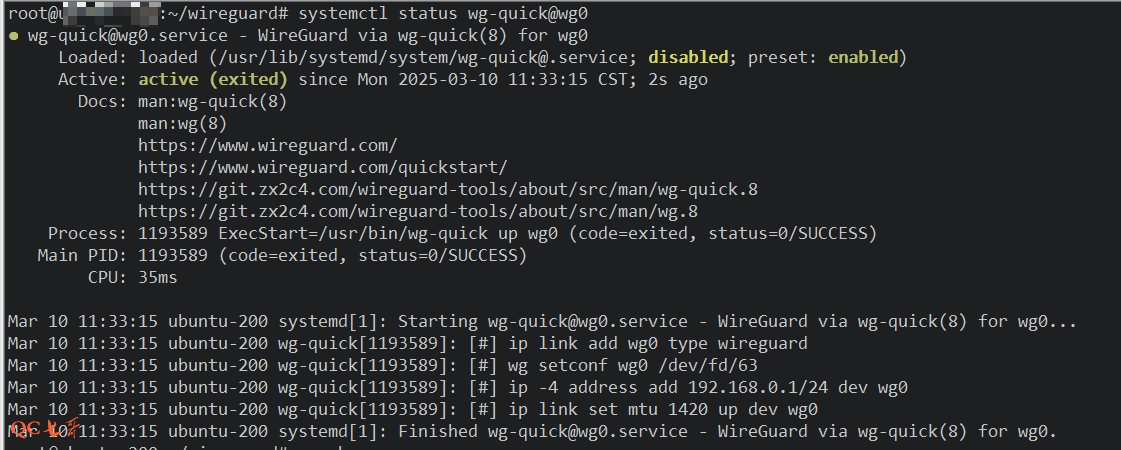 root@u :~/wireguard# systemctl status wg-quick@wg0
● wg-quick@wg0.service - WireGuard via wg-quick(8) for wg0
Loaded: loaded (/usr/lib/systemd/system/wg-quick@.service; disabled; preset: enabled)
Active: active (exited) since Mon 2025-03-10 11:33:15 CST; 2s ago
Docs: man:wg-quick(8)
man:wg(8)
https://www.wireguard.com/
https://www.wireguard.com/quickstart/
https://git.zx2c4.com/wireguard-tools/about/src/man/wg-quick.8
https://git.zx2c4.com/wireguard-tools/about/src/man/wg.8
Process: 1193589 ExecStart=/usr/bin/wg-quick up wg0 (code=exited, status=0/SUCCESS)
Main PID: 1193589 (code=exited, status=0/SUCCESS)
CPU: 35ms
Mar 10 11:33:15 ubuntu-200 systemd[1]: Starting wg-quick@wg0.service - WireGuard via wg-quick(8) for wg0...
Mar 10 11:33:15 ubuntu-200 wg-quick[1193589]: [#] ip link add wg0 type wireguard
Mar 10 11:33:15 ubuntu-200 wg-quick[1193589]: [#] wg setconf wg0 /dev/fd/63
Mar 10 11:33:15 ubuntu-200 wg-quick[1193589]: [#] ip -4 address add 192.168.0.1/24 dev wg0
Mar 10 11:33:15 ubuntu-200 wg-quick[1193589]: [#] ip link set mtu 1420 up dev wg0
Mar 10 11:33:15 ubuntu-200 systemd[1]: Finished wg-quick@wg0.service - WireGuard via wg-quick(8) for wg0.